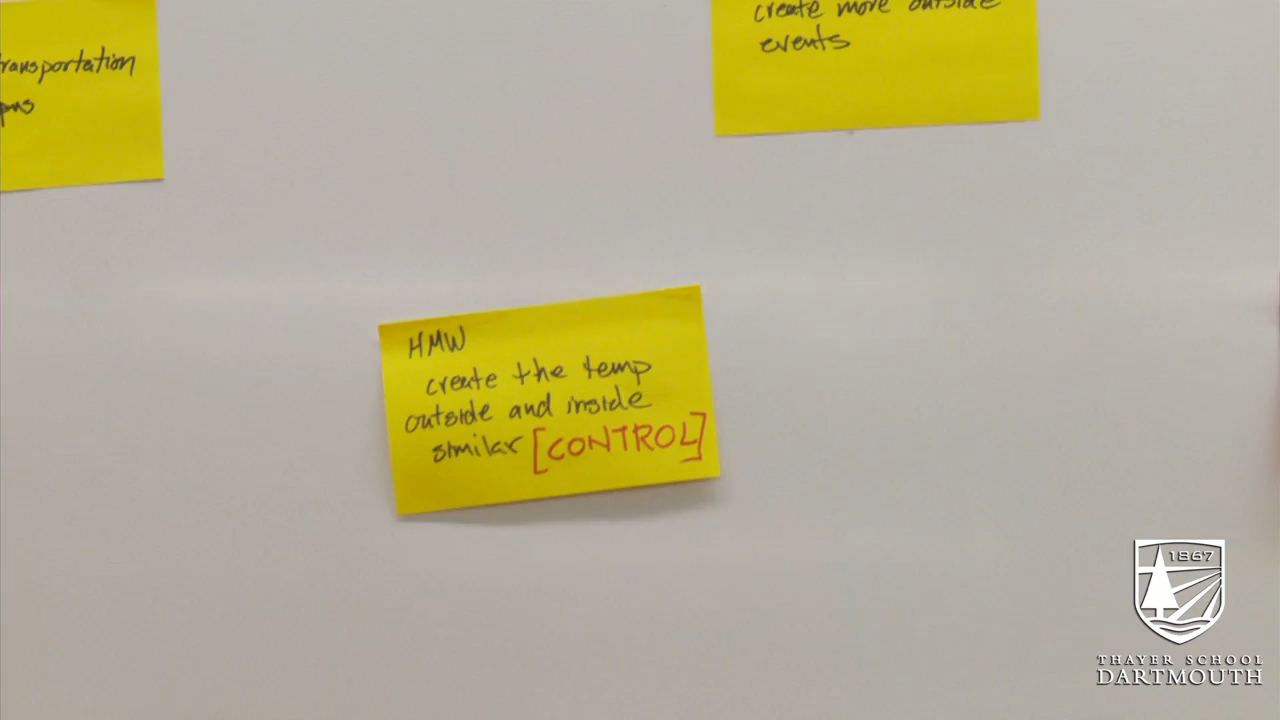 transportation
create more outside
events
HMW
create the temp
outside and inside
similar [CONTROL]
1867
THAYER SCHOOL
DARTMOUTH